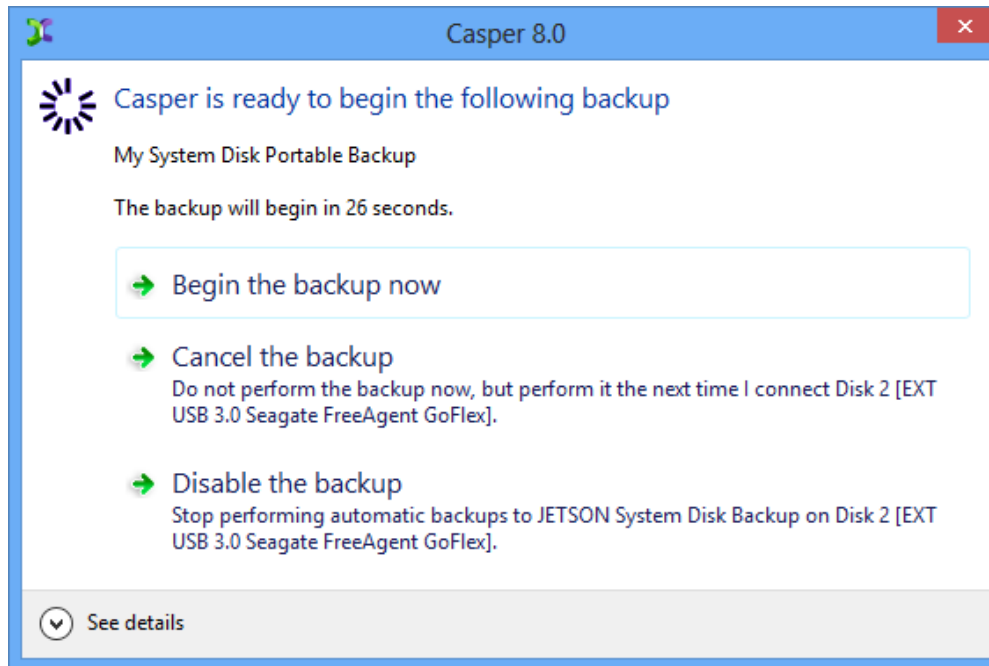 Casper 8.0
Casper is ready to begin the following backup
My System Disk Portable Backup
The backup will begin in 26 seconds.
Begin the backup now
Cancel the backup
Do not perform the backup now, but perform it the next time I connect Disk 2 [EXT
USB 3.0 Seagate FreeAgent GoFlex].
Disable the backup
Stop performing automatic backups to JETSON System Disk Backup on Disk 2 [EXT
USB 3.0 Seagate FreeAgent GoFlex].
See details